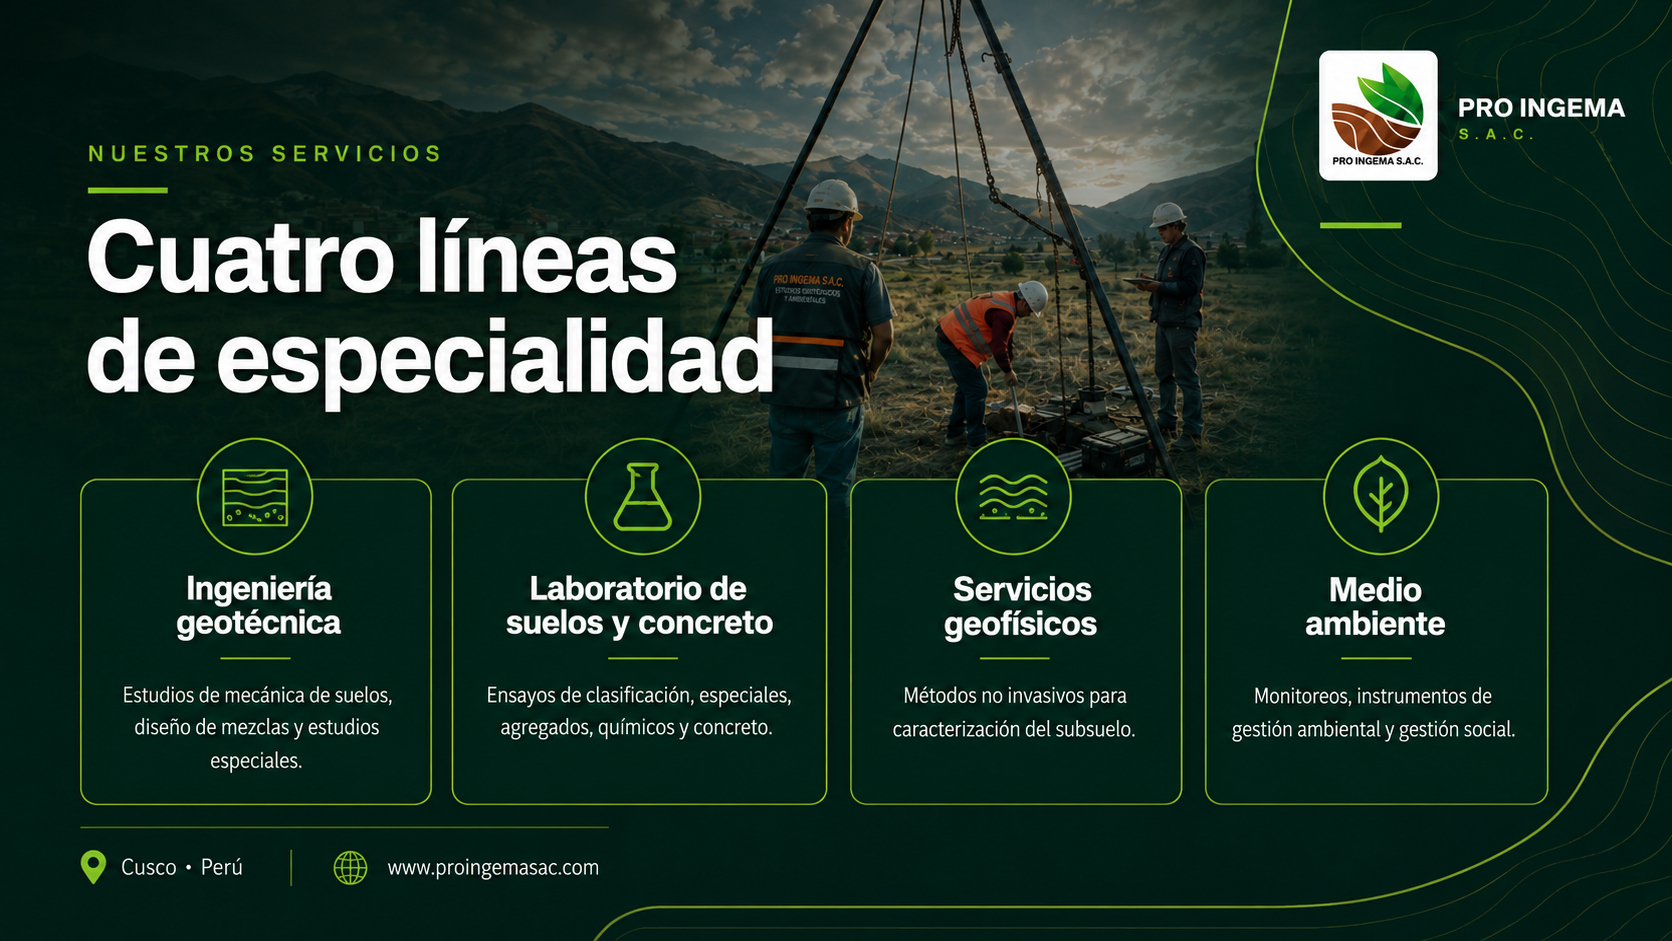 NUESTROS SERVICIOS
Cuatro líneas
de especialidad
PRO INGEMA S.A.C.
PRO INGEMA
S.A.C.
PRO INGEMA S.A.C.
Y AMBIENTALES
Ingeniería
geotécnica
Estudios de mecánica de suelos,
diseño de mezclas y estudios
especiales.
Laboratorio de
suelos y concreto
Ensayos de clasificación, especiales,
agregados, químicos y concreto.
Servicios
geofísicos
Métodos no invasivos para
caracterización del subsuelo.
Medio
ambiente
Monitoreos, instrumentos de
gestión ambiental y gestión social.
Cusco • Perú
www.proingemasac.com